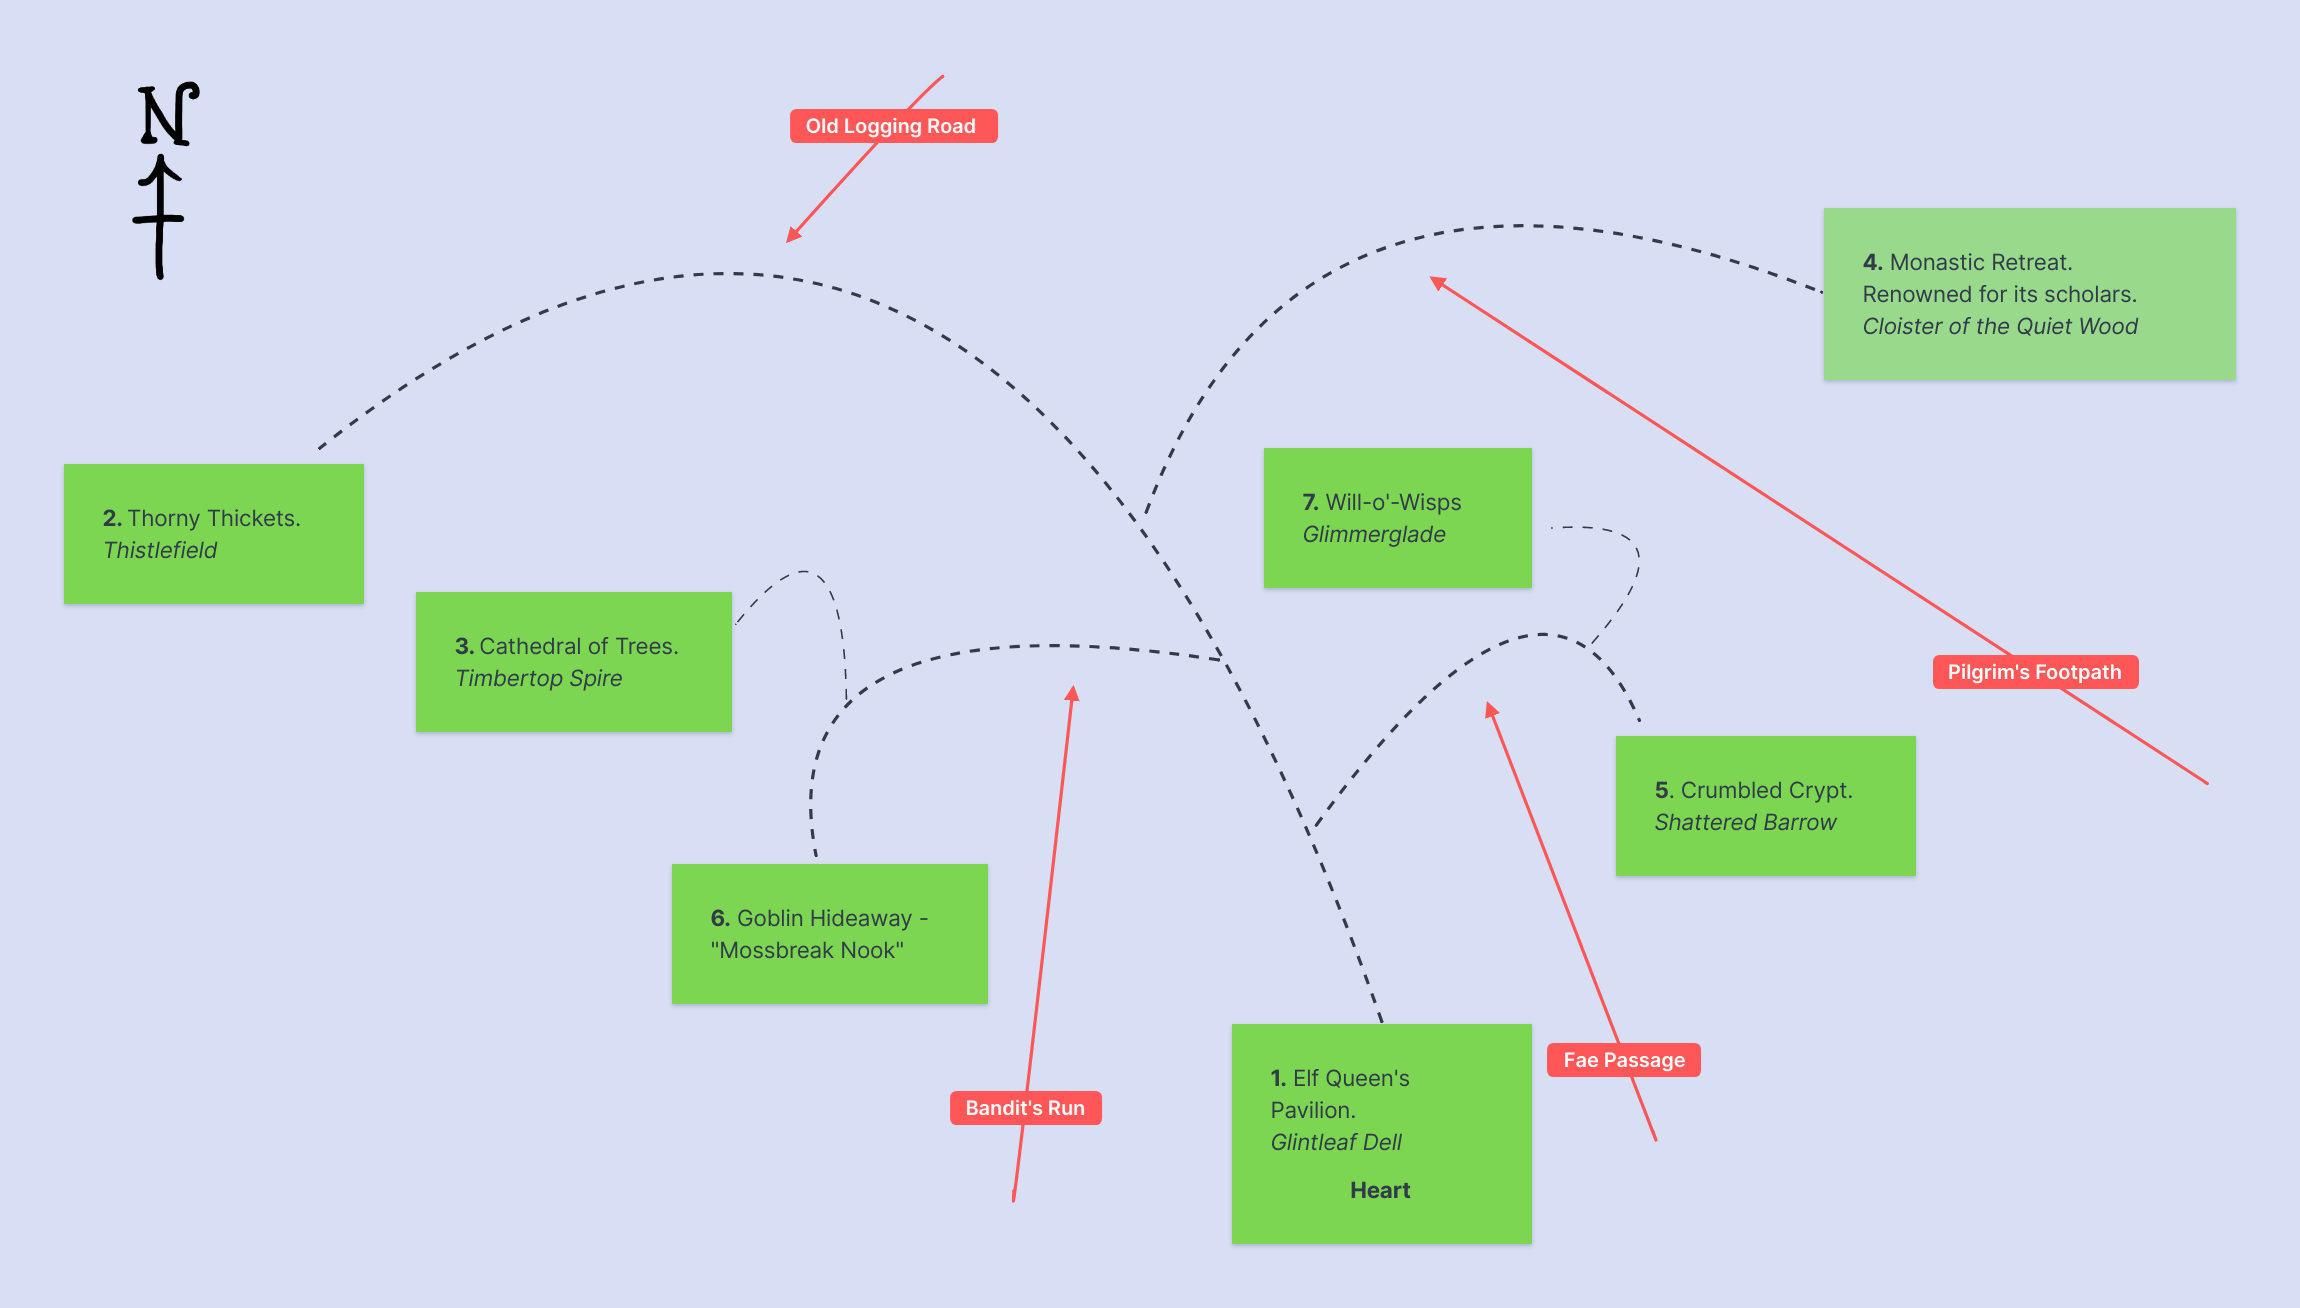 N
Old Logging Road
4. Monastic Retreat.
Renowned for its scholars.
Cloister of the Quiet Wood
2. Thorny Thickets.
Thistlefield
7. Will-o'-Wisps
Glimmerglade
3. Cathedral of Trees.
Timbertop Spire
Pilgrim's Footpath
5. Crumbled Crypt.
Shattered Barrow
6. Goblin Hideaway -
"Mossbreak Nook"
1. Elf Queen's
Pavilion.
Glintleaf Dell
Heart
Fae Passage
Bandit's Run